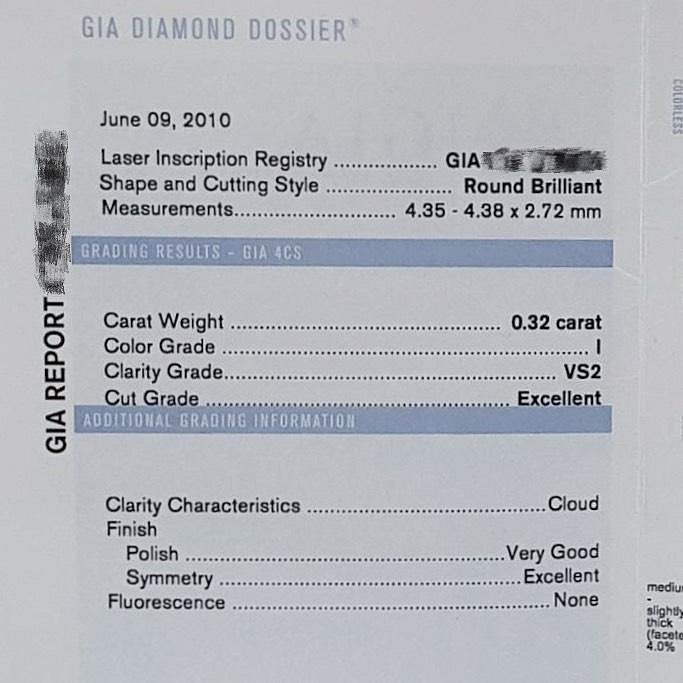 GIA DIAMOND DOSSIER®
June 09, 2010
Laser Inscription Registry .................. GIA
Shape and Cutting Style ...................... Round Brilliant
Measurements............................ 4.35 - 4.38 x 2.72 mm
GRADING RESULTS - GIA 4CS
Carat Weight ............................................. 0.32 carat
Color Grade ............................................................ I
Clarity Grade...................................................... VS2
Cut Grade ................................................ Excellent
ADDITIONAL GRADING INFORMATION
Clarity Characteristics ......................................Cloud
Finish
Polish ....................................................Very Good
Symmetry .................................................Excellent
Fluorescence ................................................... None
GIA REPORT
COLORLESS
slightly
thick
4.0%